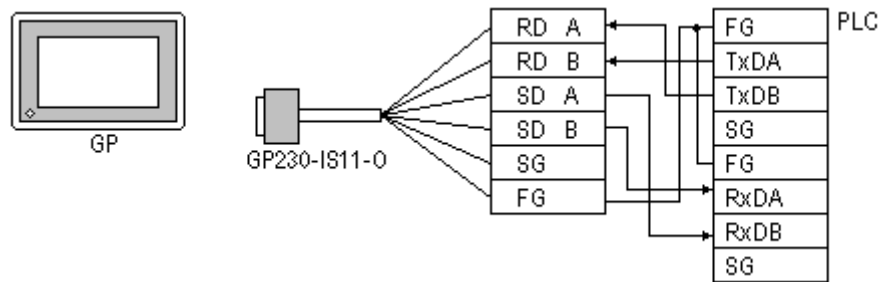 GP
GP230-IS11-O
RD A
RD B
SD A
SD B
SG
FG
PLC
FG
TxDA
TxDB
SG
FG
RxDA
RxDB
SG